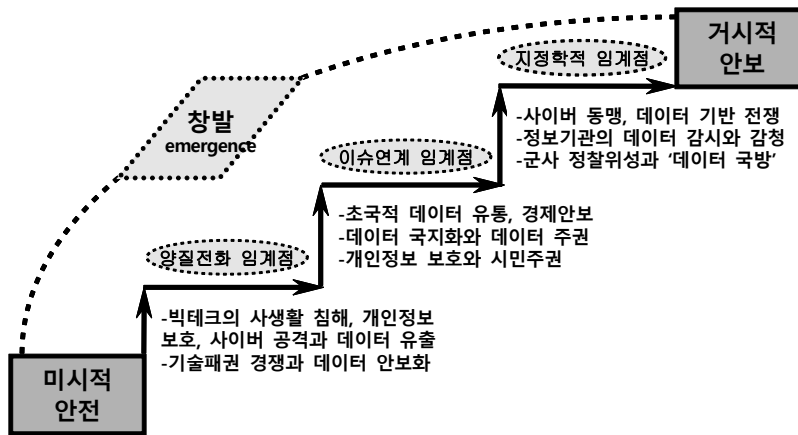 거시적
안보
지정학적 임계점
-사이버 동맹, 데이터 기반 전쟁
-정보기관의 데이터 감시와 감청
-군사 정찰위성과 ‘데이터 국방’
창발
emergence
이슈연계 임계점
-초국적 데이터 유통, 경제안보
-데이터 국지화와 데이터 주권
-개인정보 보호와 시민주권
양질전화 임계점
-빅테크의 사생활 침해, 개인정보
보호, 사이버 공격과 데이터 유출
-기술패권 경쟁과 데이터 안보화
미시적
안전